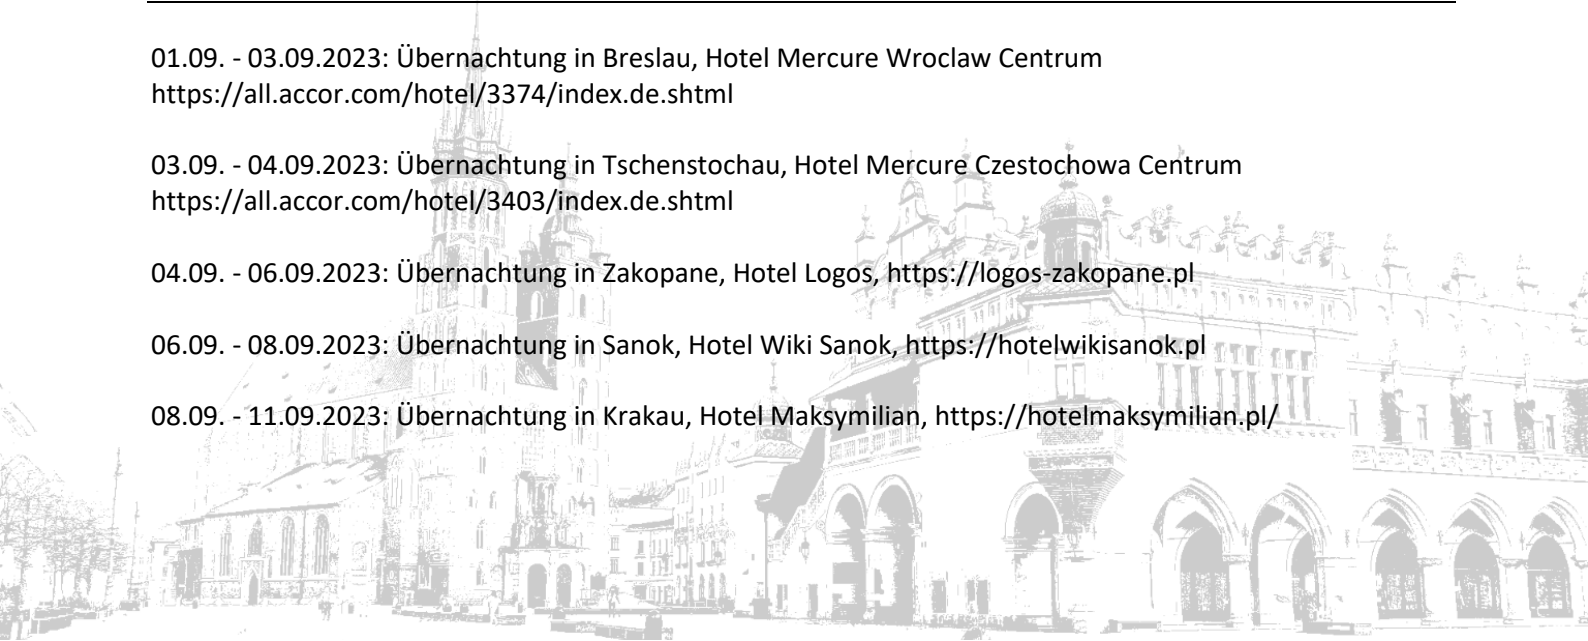 01.09. - 03.09.2023: Übernachtung in Breslau, Hotel Mercure Wroclaw Centrum
https://all.accor.com/hotel/3374/index.de.shtml
03.09. - 04.09.2023: Übernachtung in Tschenstochau, Hotel Mercure Czestochowa Centrum
https://all.accor.com/hotel/3403/index.de.shtml
04.09. - 06.09.2023: Übernachtung in Zakopane, Hotel Logos, https://logos-zakopane.pl
06.09. - 08.09.2023: Übernachtung in Sanok, Hotel Wiki Sanok, https://hotelwikisanok.pl
08.09. - 11.09.2023: Übernachtung in Krakau, Hotel Maksymilian, https://hotelmaksymilian.pl/